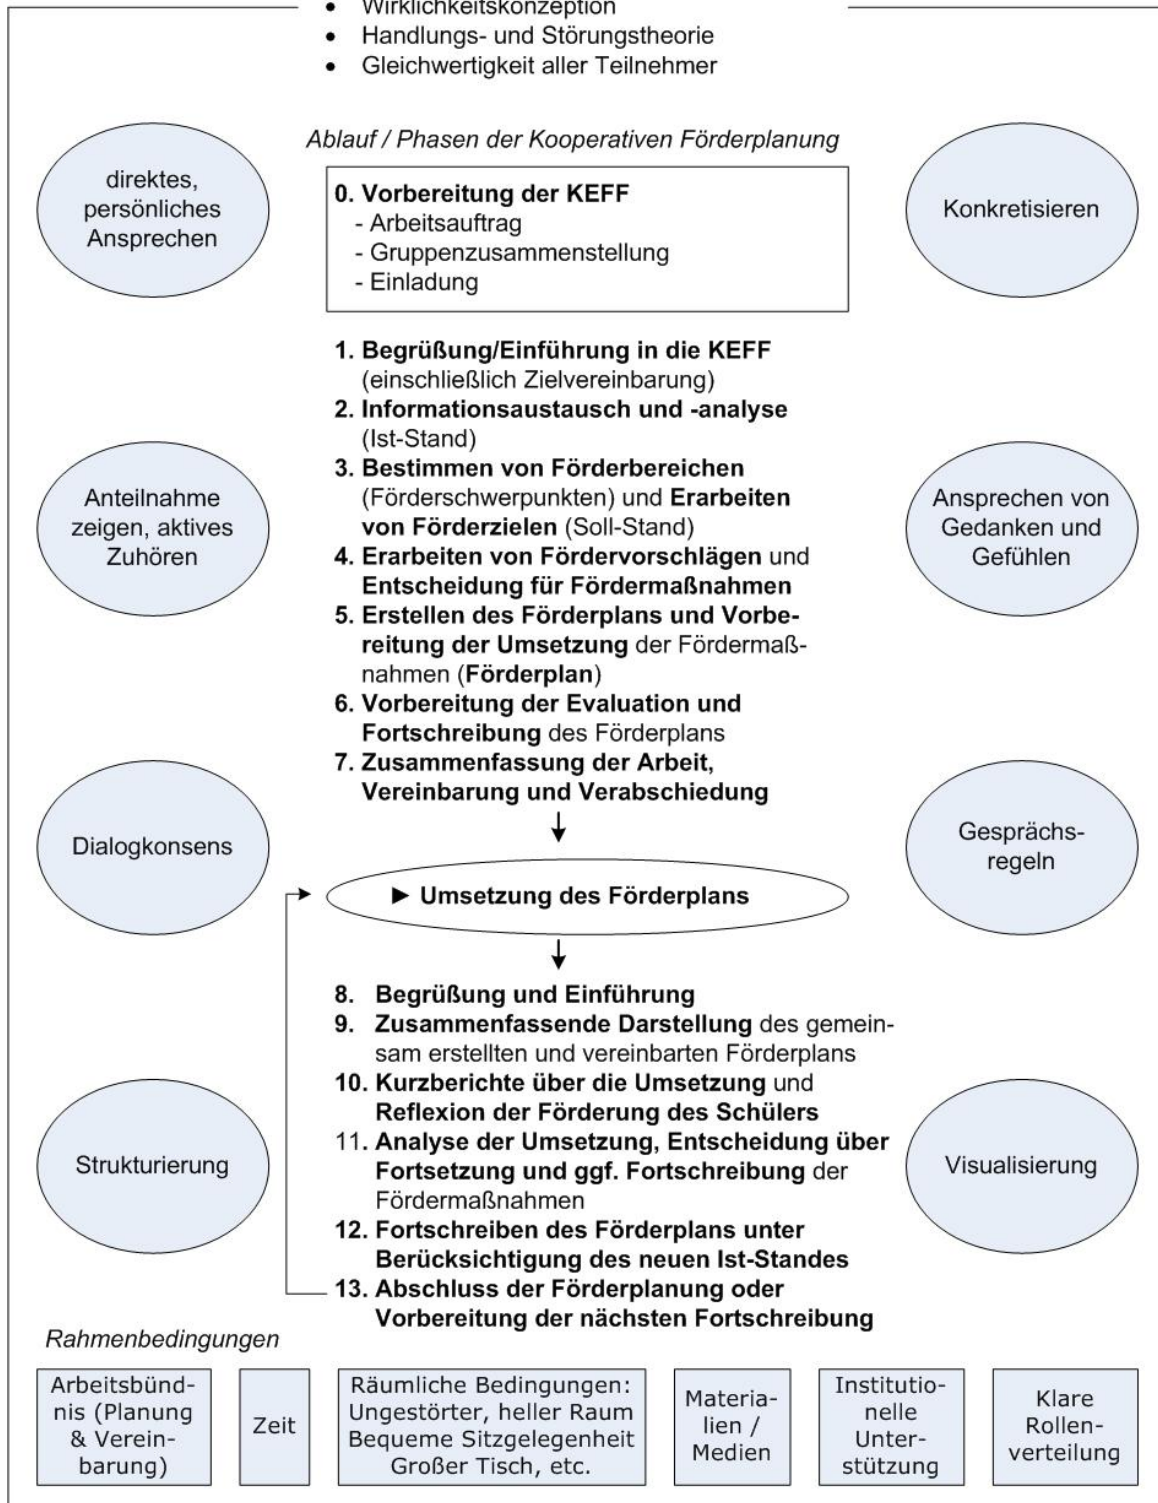 • Wirklichkeitskonzeption
• Handlungs- und Störungstheorie
• Gleichwertigkeit aller Teilnehmer
Ablauf / Phasen der Kooperativen Förderplanung
direktes,
persönliches
Ansprechen
0. Vorbereitung der KEFF
- Arbeitsauftrag
- Gruppenzusammenstellung
- Einladung
Konkretisieren
1. Begrüßung/Einführung in die KEFF
(einschließlich Zielvereinbarung)
2. Informationsaustausch und -analyse
(Ist-Stand)
3. Bestimmen von Förderbereichen
(Förderschwerpunkten) und Erarbeiten
von Förderzielen (Soll-Stand)
4. Erarbeiten von Fördervorschlägen und
Entscheidung für Fördermaßnahmen
5. Erstellen des Förderplans und Vorbe-
reitung der Umsetzung der Fördermaß-
nahmen (Förderplan)
6. Vorbereitung der Evaluation und
Fortschreibung des Förderplans
7. Zusammenfassung der Arbeit,
Vereinbarung und Verabschiedung
Anteilnahme
zeigen, aktives
Zuhören
Ansprechen von
Gedanken und
Gefühlen
Dialogkonsens
Gesprächs-
regeln
► Umsetzung des Förderplans
8. Begrüßung und Einführung
9. Zusammenfassende Darstellung des gemein-
sam erstellten und vereinbarten Förderplans
10. Kurzberichte über die Umsetzung und
Reflexion der Förderung des Schülers
11. Analyse der Umsetzung, Entscheidung über
Fortsetzung und ggf. Fortschreibung der
Fördermaßnahmen
12. Fortschreiben des Förderplans unter
Berücksichtigung des neuen Ist-Standes
13. Abschluss der Förderplanung oder
Vorbereitung der nächsten Fortschreibung
Strukturierung
Visualisierung
Rahmenbedingungen
Arbeitsbünd-
nis (Planung
& Verein-
barung)
Zeit
Räumliche Bedingungen:
Ungestörter, heller Raum
Bequeme Sitzgelegenheit
Großer Tisch, etc.
Materia-
lien /
Medien
Institutio-
nelle
Unter-
stützung
Klare
Rollen-
verteilung